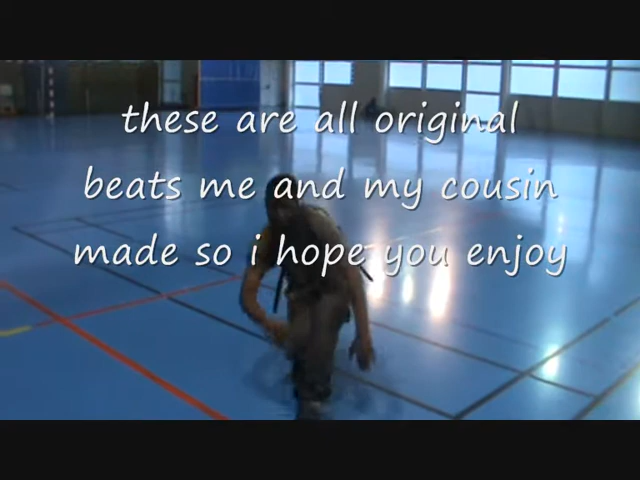 these are all original
beats me and my cousin
made so i hope you enjoy